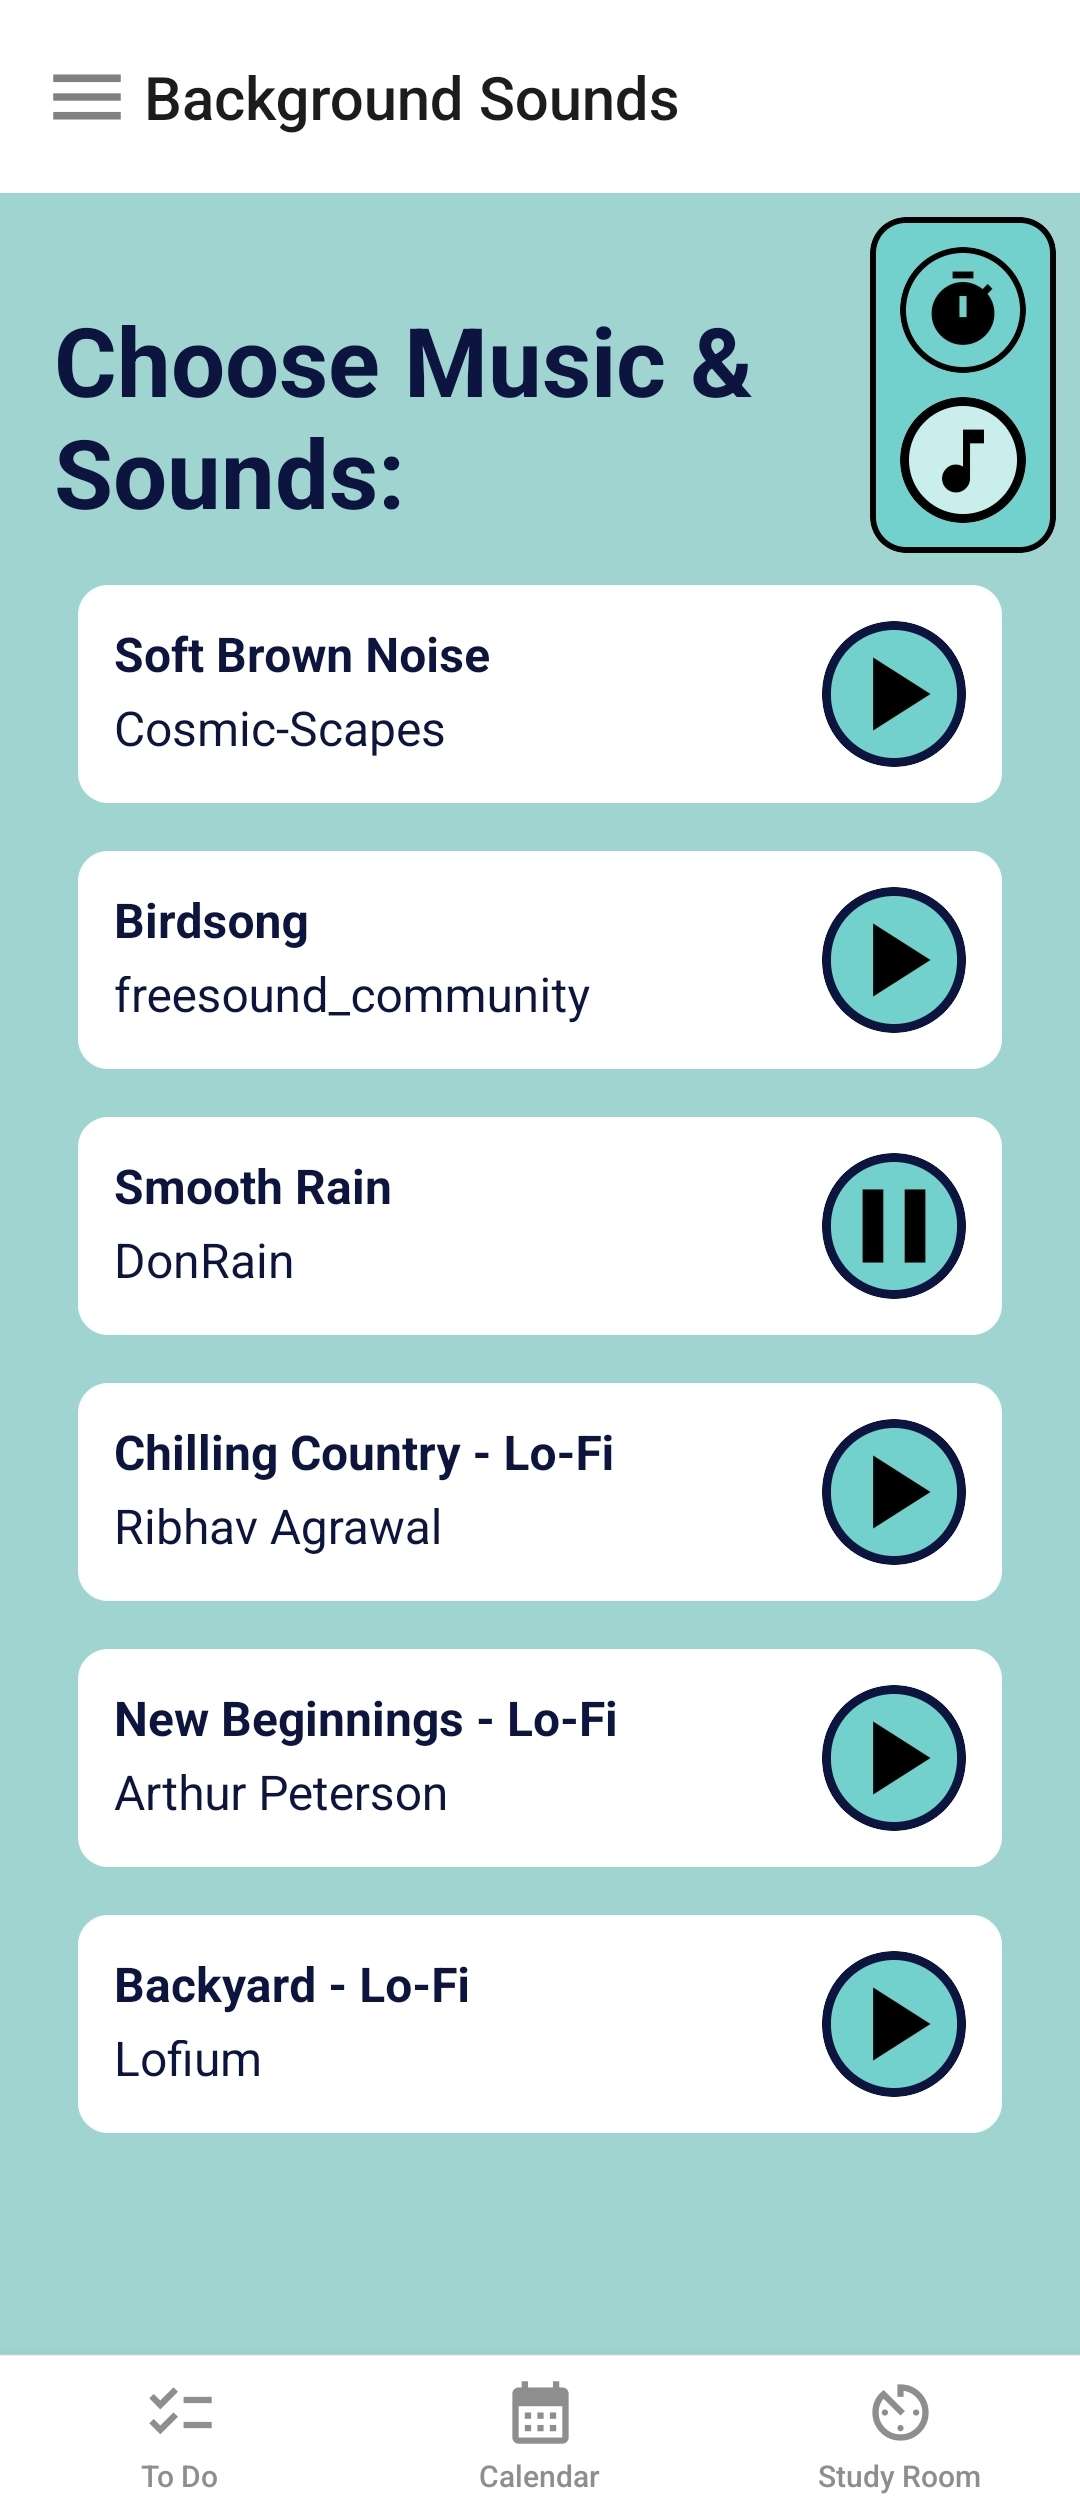 Background Sounds
Choose Music &
Sounds:
Soft Brown Noise
Cosmic-Scapes
Birdsong
freesound_community
Smooth Rain
DonRain
Chilling Country - Lo-Fi
Ribhav Agrawal
New Beginnings - Lo-Fi
Arthur Peterson
Backyard - Lo-Fi
Lofium
To Do
Calendar
Study Room